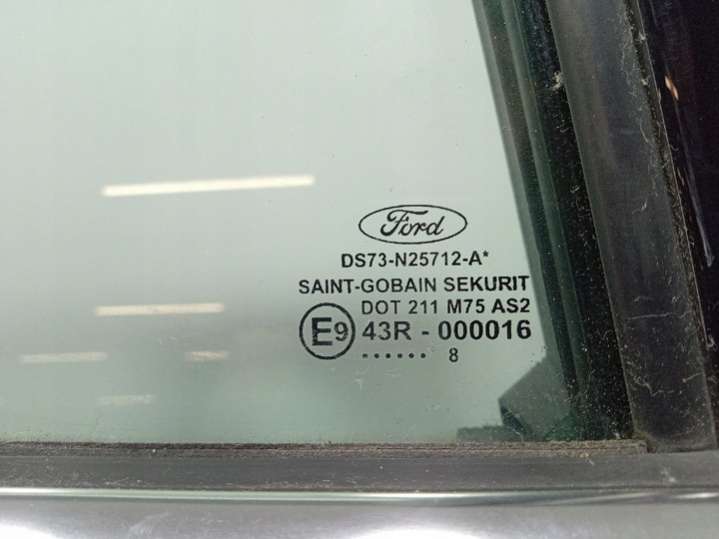 Ford
DS73-N25712-A*
SAINT-GOBAIN SEKURIT
DOT 211 M75 AS2
E9 43R - 000016
...... 8